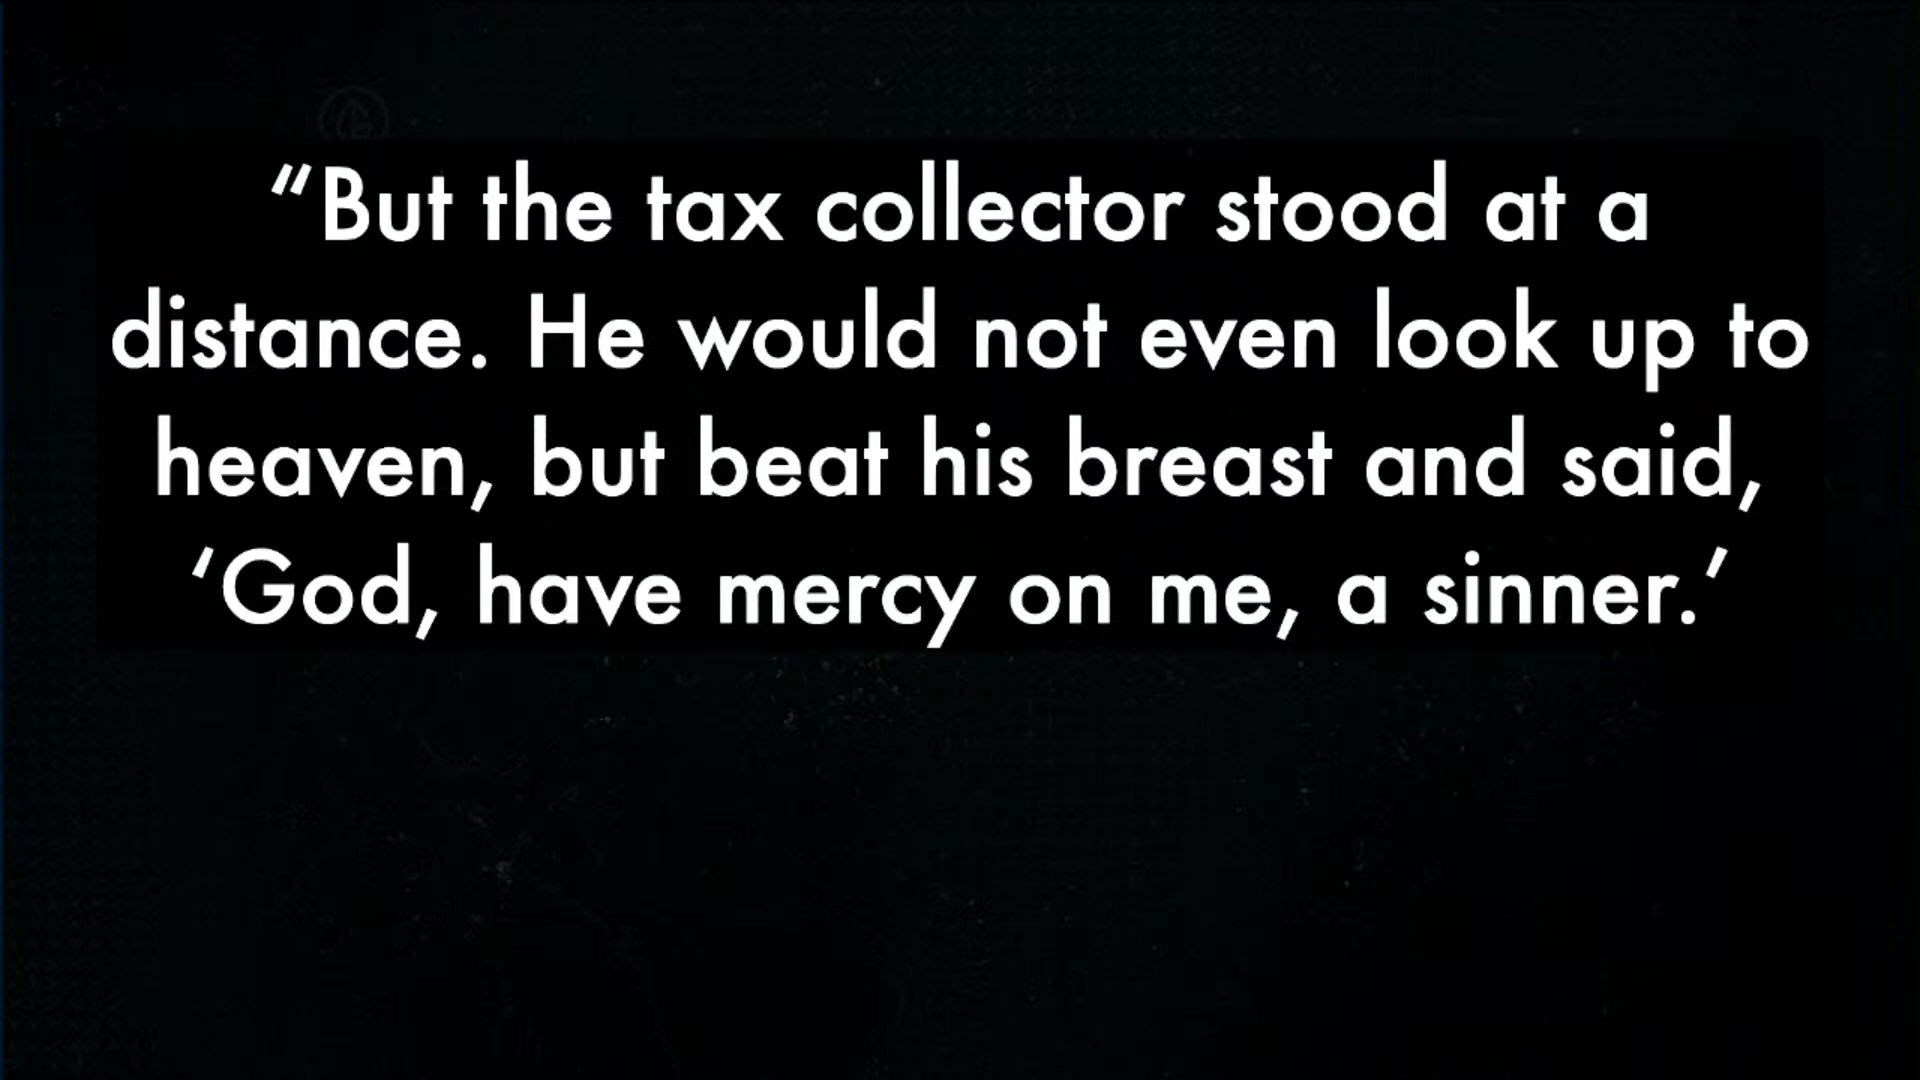 “But the tax collector stood at a
distance. He would not even look up to
heaven, but beat his breast and said,
‘God, have mercy on me, a sinner.’